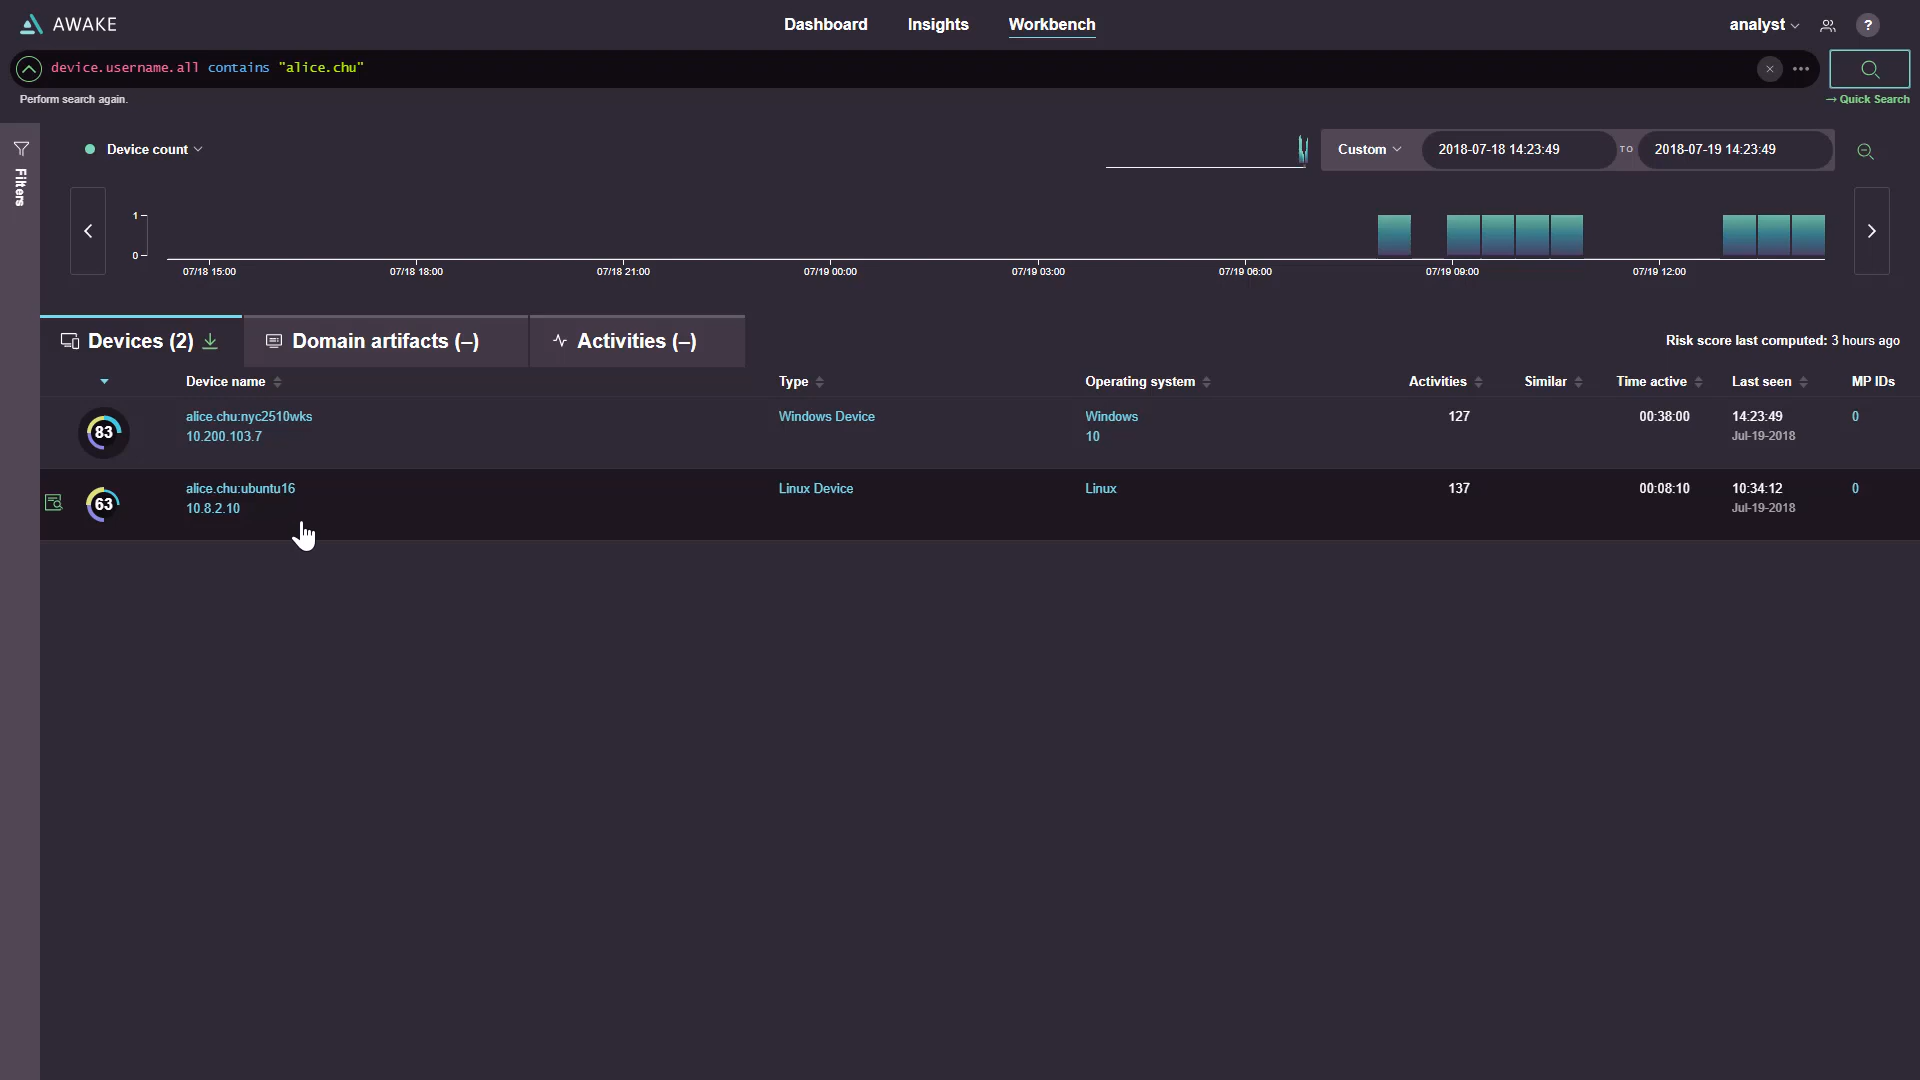 AWAKE
Dashboard Insights Workbench
analyst ?
device.username.all contains "alice.chu"
Perform search again.
→ Quick Search
Filters
Device count
Custom 2018-07-18 14:23:49 TO 2018-07-19 14:23:49
1
0
07/18 15:00 07/18 18:00 07/18 21:00 07/19 00:00 07/19 03:00 07/19 06:00 07/19 09:00 07/19 12:00
Devices (2) Domain artifacts (–) Activities (–)
Risk score last computed: 3 hours ago
Device name Type Operating system Activities Similar Time active Last seen MP IDs
83 alice.chu:nyc2510wks Windows Device Windows 127 00:38:00 14:23:49 0
10.200.103.7 10 Jul-19-2018
63 alice.chu:ubuntu16 Linux Device Linux 137 00:08:10 10:34:12 0
10.8.2.10 Jul-19-2018